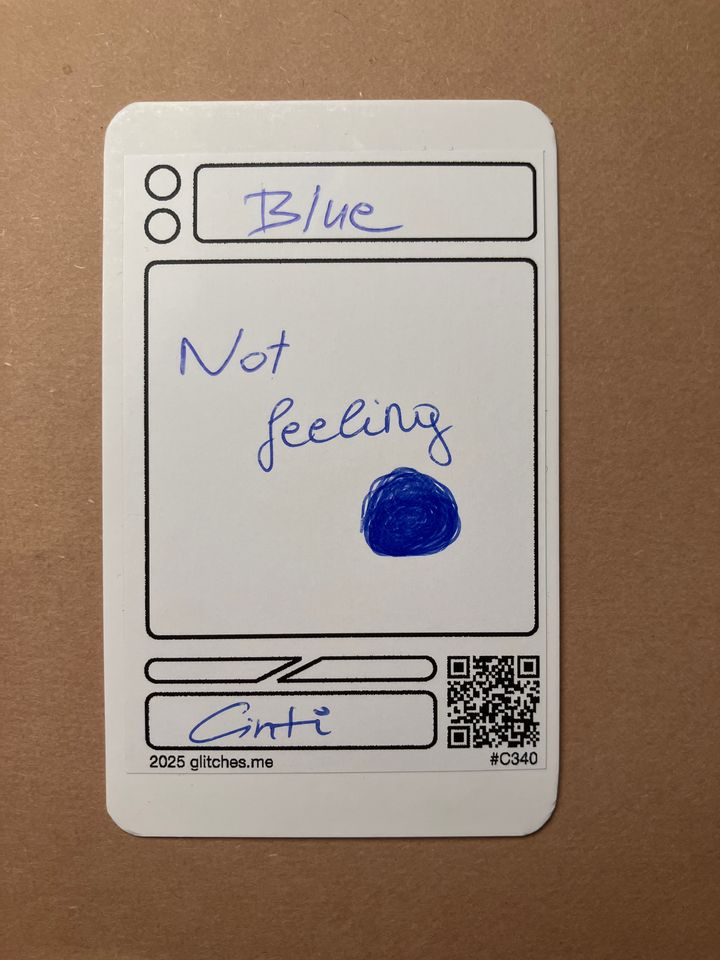 Blue
Not
feeling
Cinti
2025 glitches.me
#C340